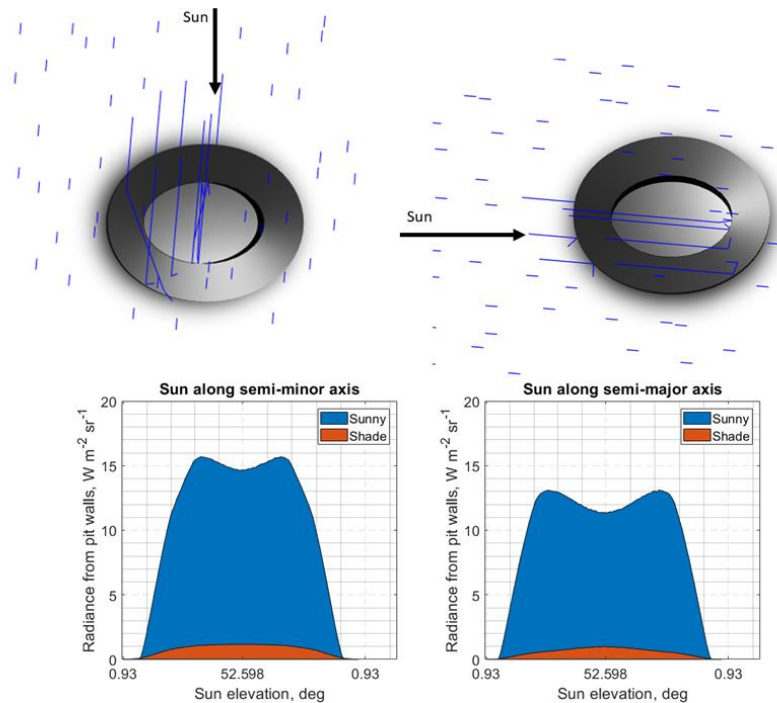 Sun
Sun
Sun along semi-minor axis
20
15
10
5
0
Radiance from pit walls, W m⁻² sr⁻¹
Sunny
Shade
0.93
52.598
0.93
Sun elevation, deg
Sun along semi-major axis
20
15
10
5
0
Radiance from pit walls, W m⁻² sr⁻¹
Sunny
Shade
0.93
52.598
0.93
Sun elevation, deg